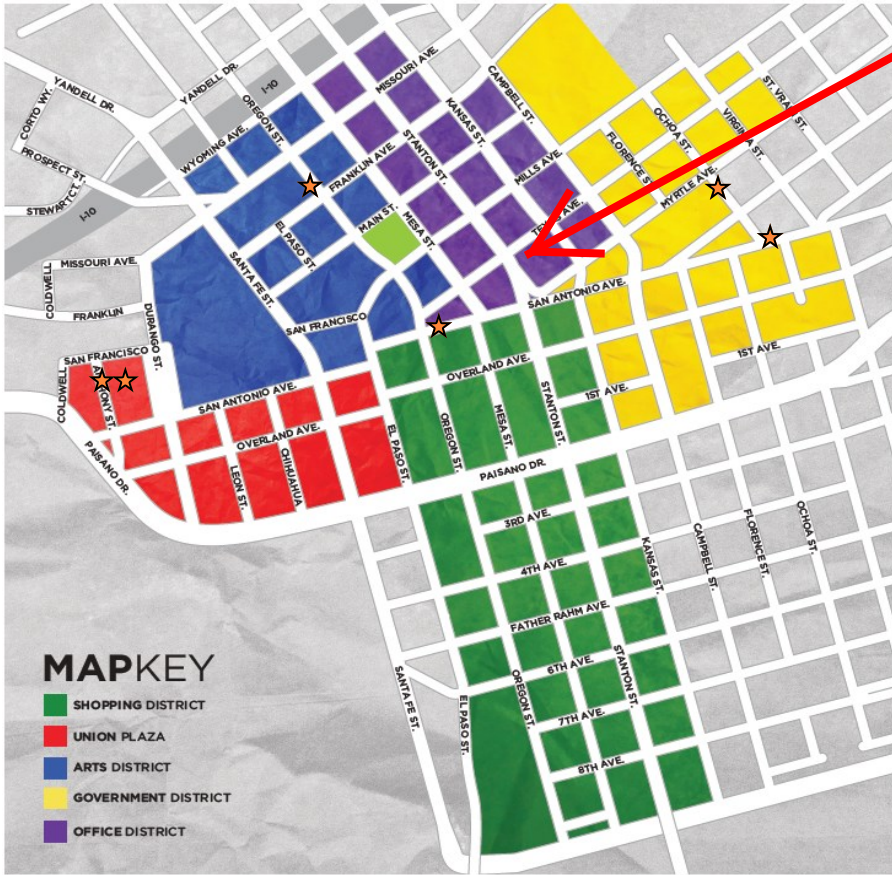 MISSOURI AVE.
YANDELL DR.
I-10
YANDELL DR.
CORTO WY.
OREGON ST.
CAMPBELL ST.
KANSAS ST.
ST. VRAIN ST.
OCHOA ST.
VIRGINIA ST.
WYOMING AVE.
STANTON ST.
FLORENCE ST.
PROSPECT ST.
FRANKLIN AVE.
MILLS AVE.
STEWART CT.
I-10
MYRTLE AVE.
MAIN ST.
MESA ST.
EL PASO ST.
MISSOURI AVE.
SANTA FE ST.
COLDWELL
SAN ANTONIO AVE.
FRANKLIN
DURANGO ST.
SAN FRANCISCO
SAN FRANCISCO
1ST AVE.
OVERLAND AVE.
COLDWELL
SAN ANTONIO AVE.
1ST AVE.
STANTON ST.
MESA ST.
OREGON ST.
OVERLAND AVE.
EL PASO ST.
PAISANO DR.
LEON ST.
CHIHUAHUA
PAISANO DR.
3RD AVE.
OCHOA ST.
FLORENCE ST.
CAMPBELL ST.
KANSAS ST.
4TH AVE.
FATHER RAHM AVE.
MAPKEY
6TH AVE.
SANTA FE ST.
OREGON ST.
STANTON ST.
EL PASO ST.
7TH AVE.
8TH AVE.
SHOPPING DISTRICT
UNION PLAZA
ARTS DISTRICT
GOVERNMENT DISTRICT
OFFICE DISTRICT